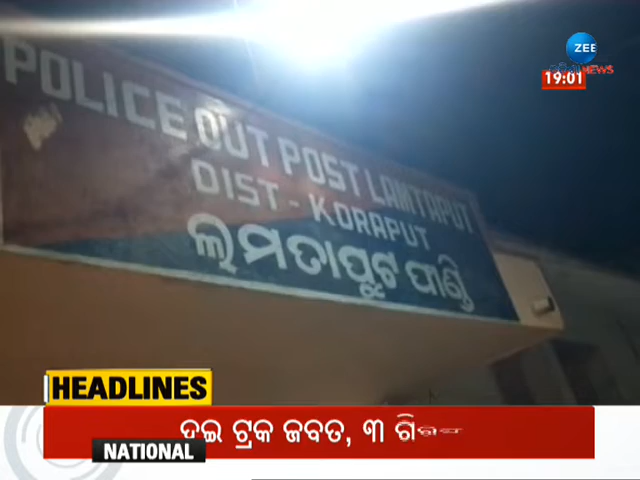 ZEE
NEWS
19:01
POLICE OUT POST LAMTAPUT
DIST - KORAPUT
ଲମତାପୁଟ ପାଣ୍ଡି
HEADLINES
ଦୁଇ ଟ୍ରକ ଜବତ, ୩
NATIONAL